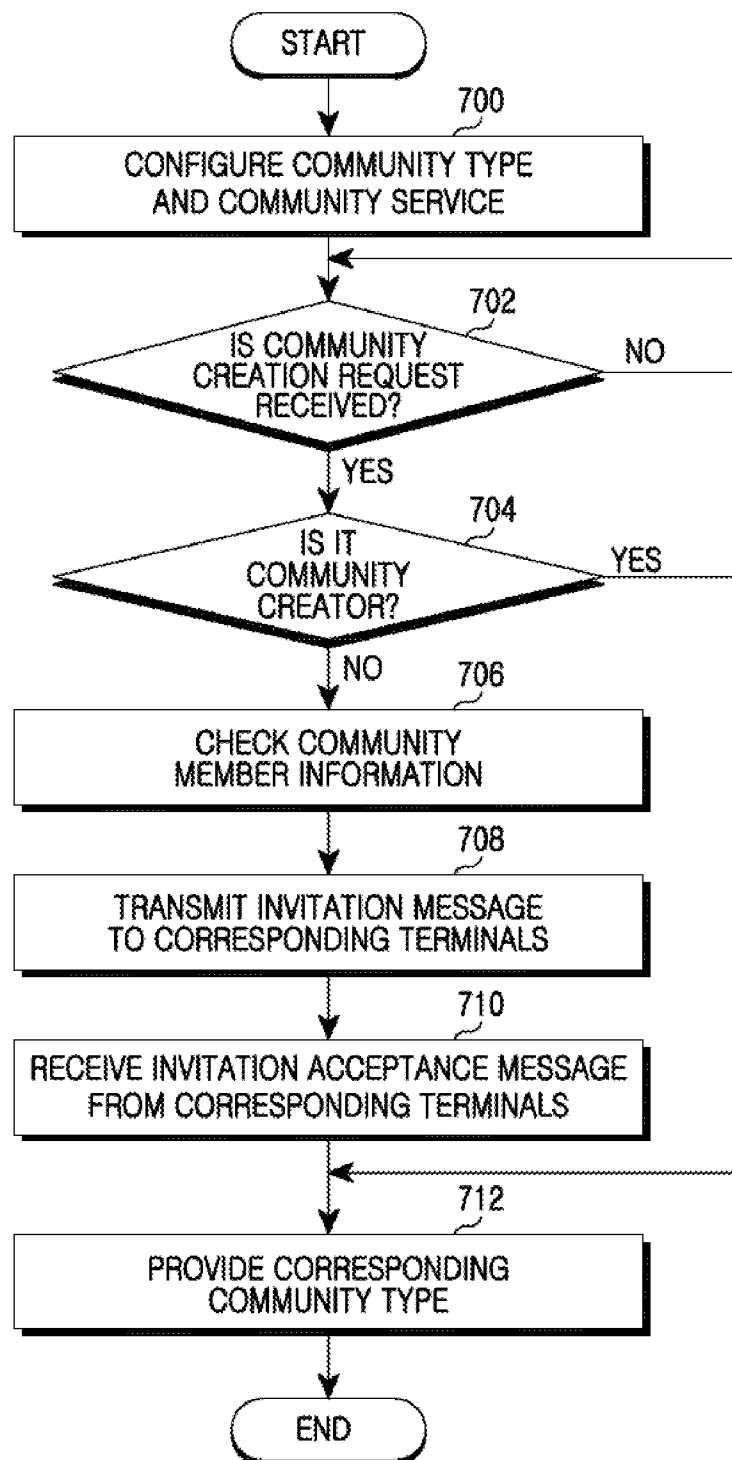 START
700
CONFIGURE COMMUNITY TYPE
AND COMMUNITY SERVICE
702
IS COMMUNITY
CREATION REQUEST
RECEIVED?
NO
YES
704
IS IT
COMMUNITY
CREATOR?
YES
NO
706
CHECK COMMUNITY
MEMBER INFORMATION
708
TRANSMIT INVITATION MESSAGE
TO CORRESPONDING TERMINALS
710
RECEIVE INVITATION ACCEPTANCE MESSAGE
FROM CORRESPONDING TERMINALS
712
PROVIDE CORRESPONDING
COMMUNITY TYPE
END